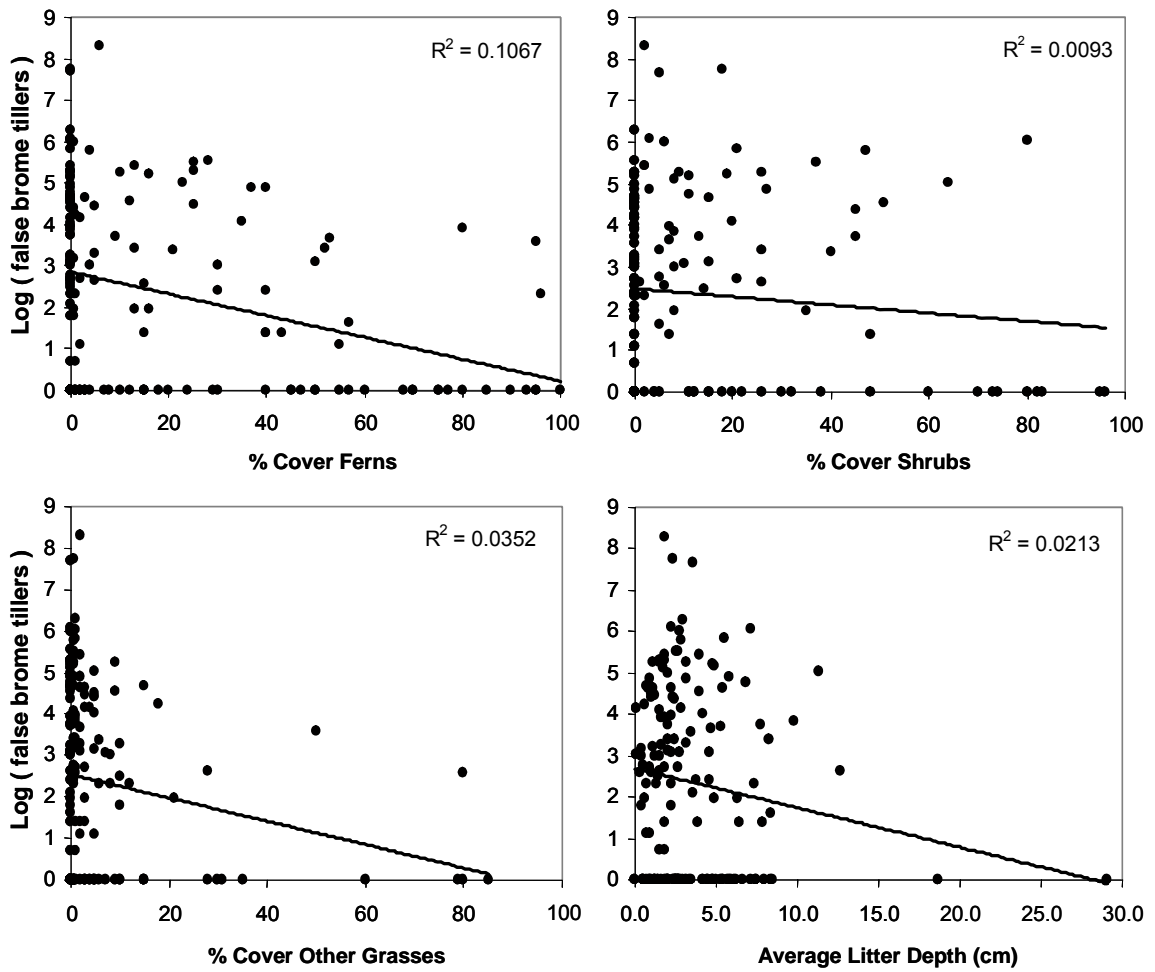 R² = 0.1067
Log ( false brome tillers )
9
8
7
6
5
4
3
2
1
0
0 20 40 60 80 100
% Cover Ferns
R² = 0.0093
9
8
7
6
5
4
3
2
1
0
0 20 40 60 80 100
% Cover Shrubs
R² = 0.0352
Log ( false brome tillers )
9
8
7
6
5
4
3
2
1
0
0 20 40 60 80 100
% Cover Other Grasses
R² = 0.0213
9
8
7
6
5
4
3
2
1
0
0.0 5.0 10.0 15.0 20.0 25.0 30.0
Average Litter Depth (cm)